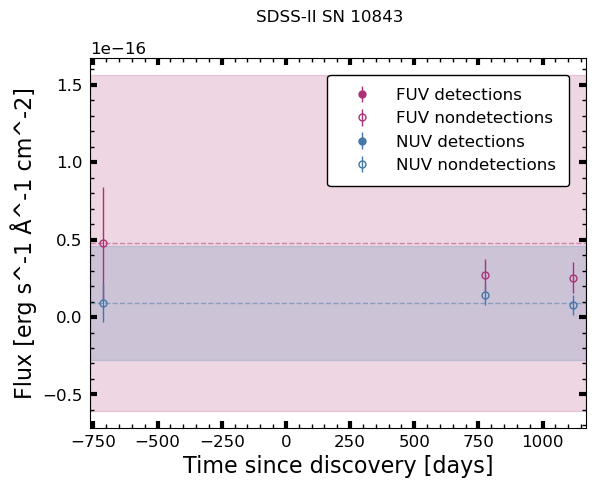 SDSS-II SN 10843
1e−16
Flux [erg s^-1 Å^-1 cm^-2]
1.5
1.0
0.5
0.0
−0.5
FUV detections
FUV nondetections
NUV detections
NUV nondetections
−750 −500 −250 0 250 500 750 1000
Time since discovery [days]